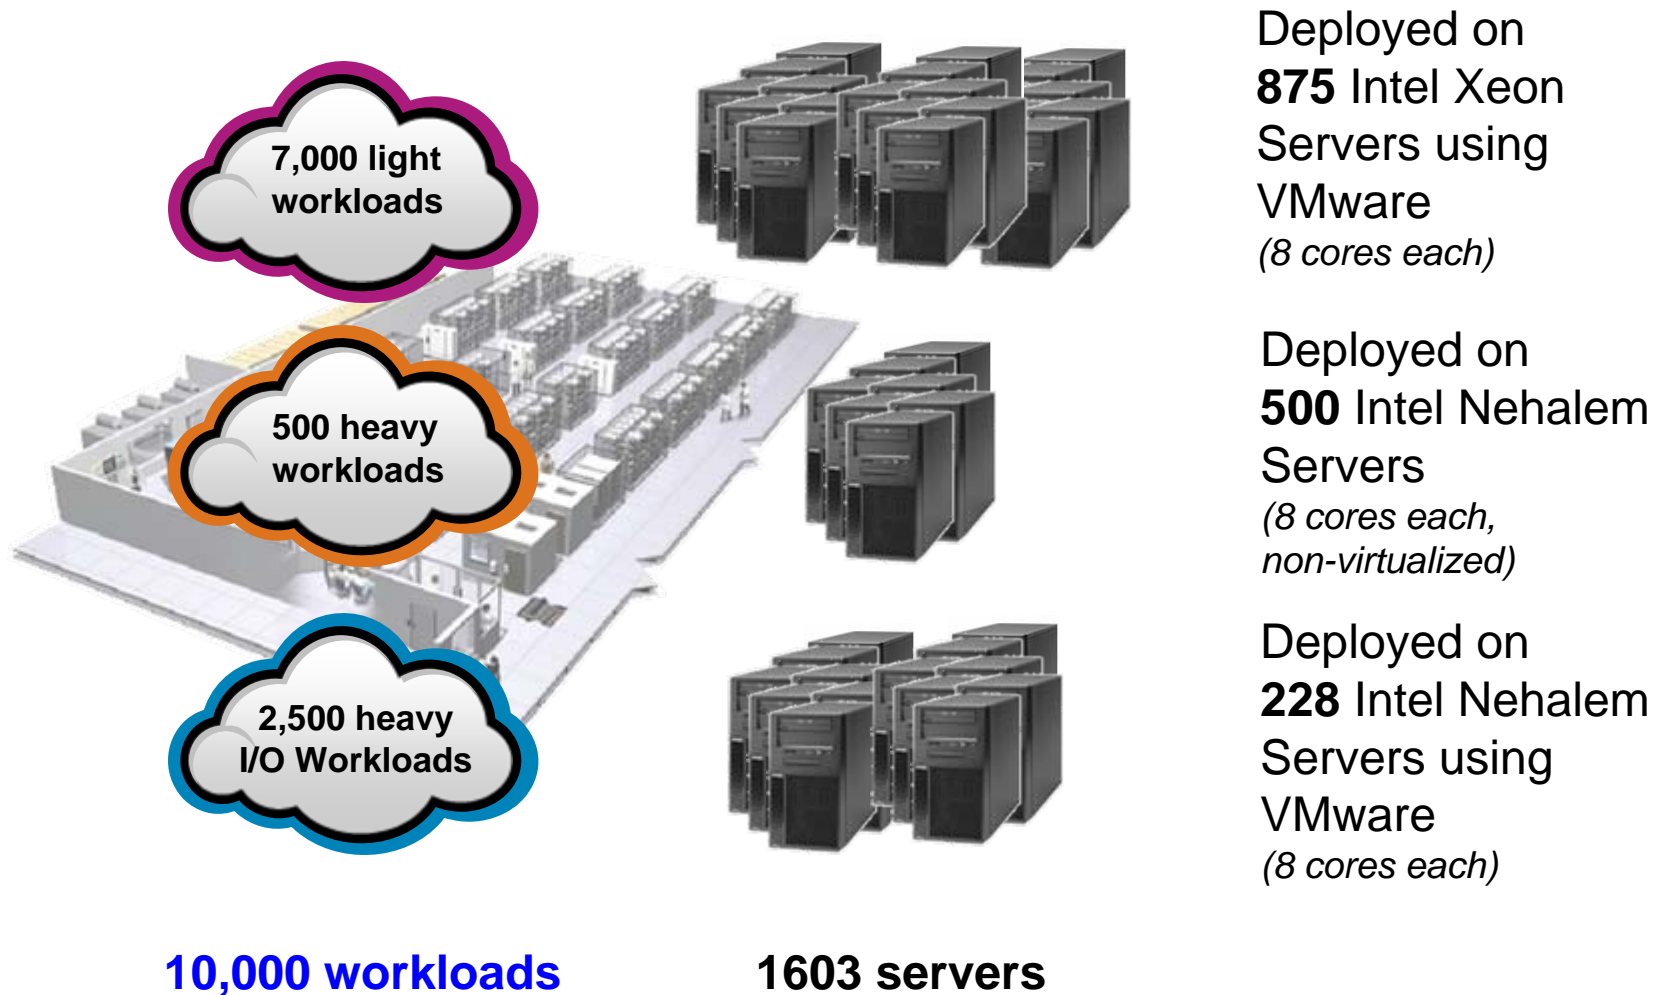 7,000 light
workloads
Deployed on
875 Intel Xeon
Servers using
VMware
(8 cores each)
500 heavy
workloads
Deployed on
500 Intel Nehalem
Servers
(8 cores each,
non-virtualized)
2,500 heavy
I/O Workloads
Deployed on
228 Intel Nehalem
Servers using
VMware
(8 cores each)
10,000 workloads
1603 servers